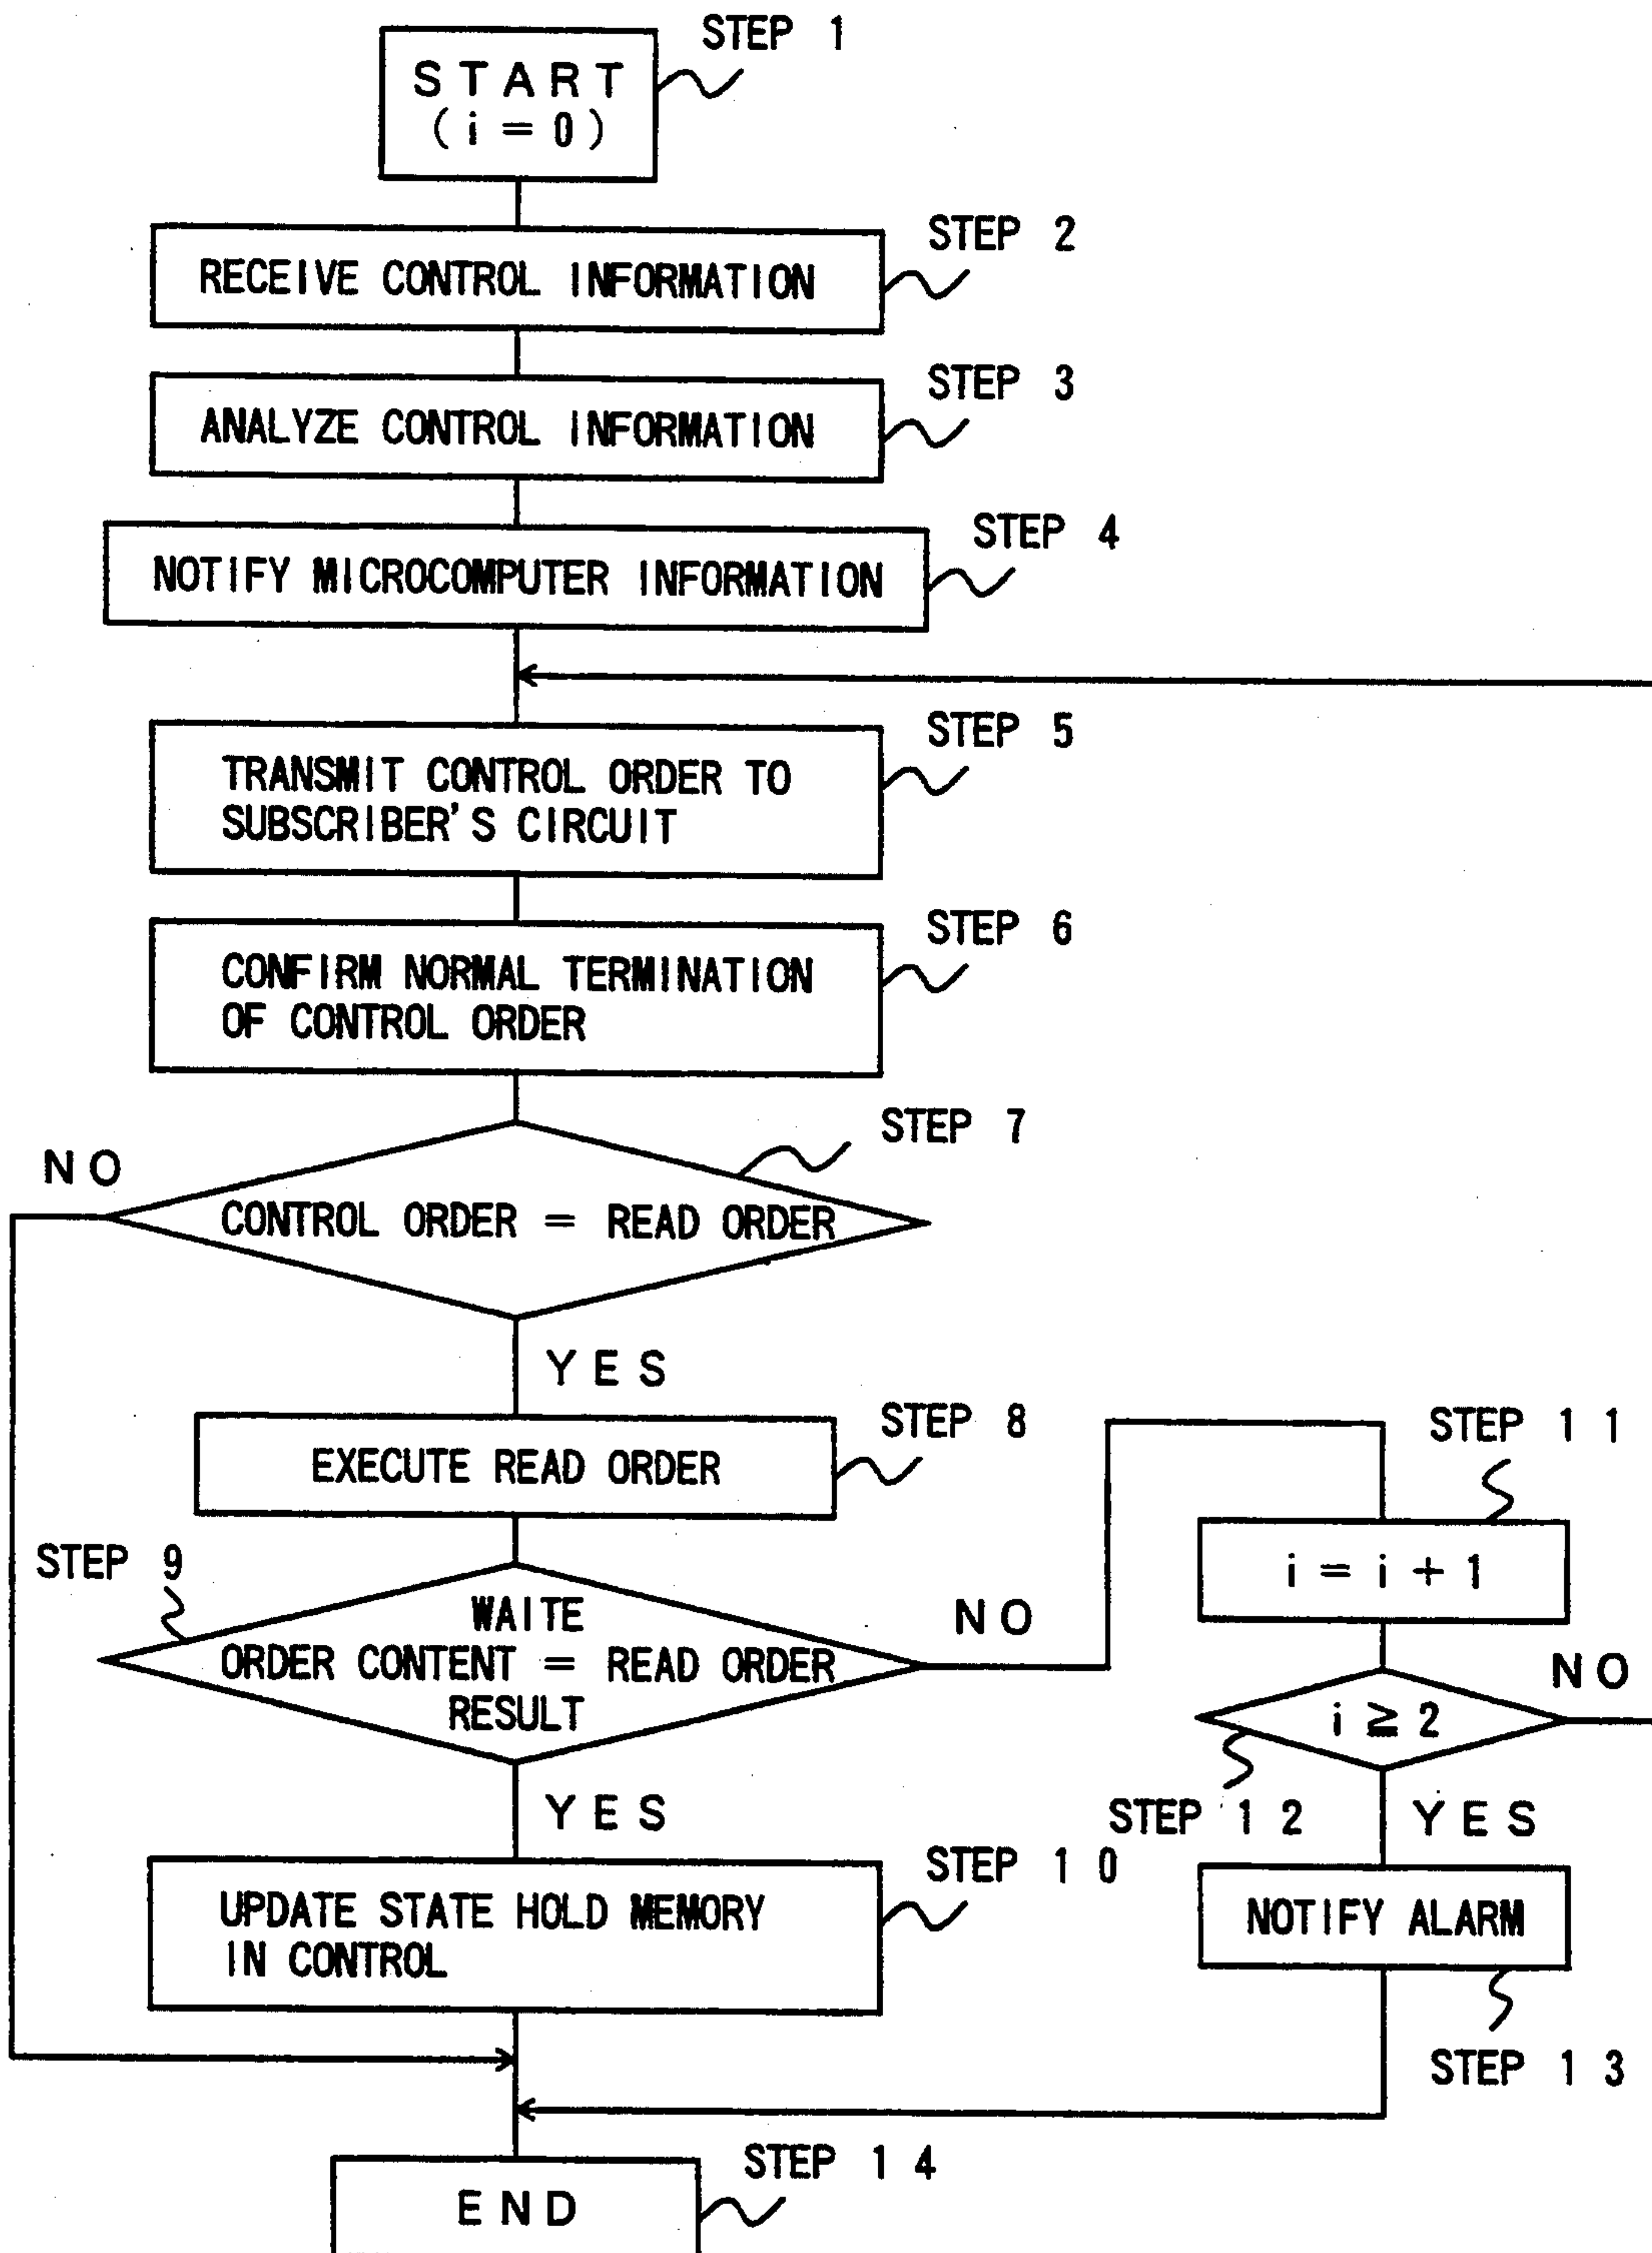 STEP 1
START
(i = 0)
STEP 2
RECEIVE CONTROL INFORMATION
STEP 3
ANALYZE CONTROL INFORMATION
STEP 4
NOTIFY MICROCOMPUTER INFORMATION
STEP 5
TRANSMIT CONTROL ORDER TO
SUBSCRIBER'S CIRCUIT
STEP 6
CONFIRM NORMAL TERMINATION
OF CONTROL ORDER
STEP 7
NO
CONTROL ORDER = READ ORDER
YES
STEP 8
EXECUTE READ ORDER
STEP 11
i = i + 1
STEP 9
WAITE
ORDER CONTENT = READ ORDER
RESULT
NO
NO
i ≧ 2
STEP 12
YES
YES
STEP 10
UPDATE STATE HOLD MEMORY
IN CONTROL
NOTIFY ALARM
STEP 13
STEP 14
END